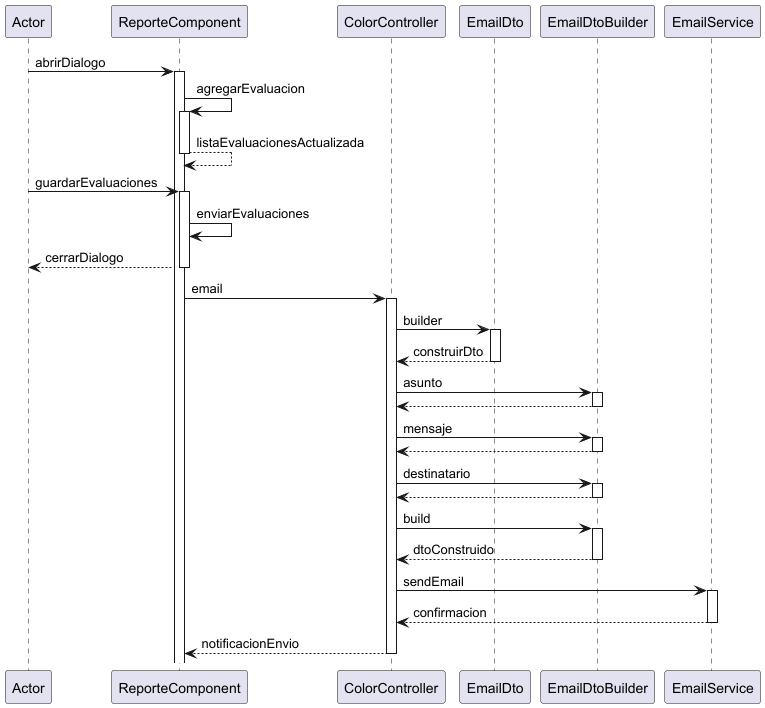 Actor ReporteComponent ColorController EmailDto EmailDtoBuilder EmailService
abrirDialogo
agregarEvaluacion
listaEvaluacionesActualizada
guardarEvaluaciones
enviarEvaluaciones
cerrarDialogo
email
builder
construirDto
asunto
mensaje
destinatario
build
dtoConstruido
sendEmail
confirmacion
notificacionEnvio
Actor ReporteComponent ColorController EmailDto EmailDtoBuilder EmailService